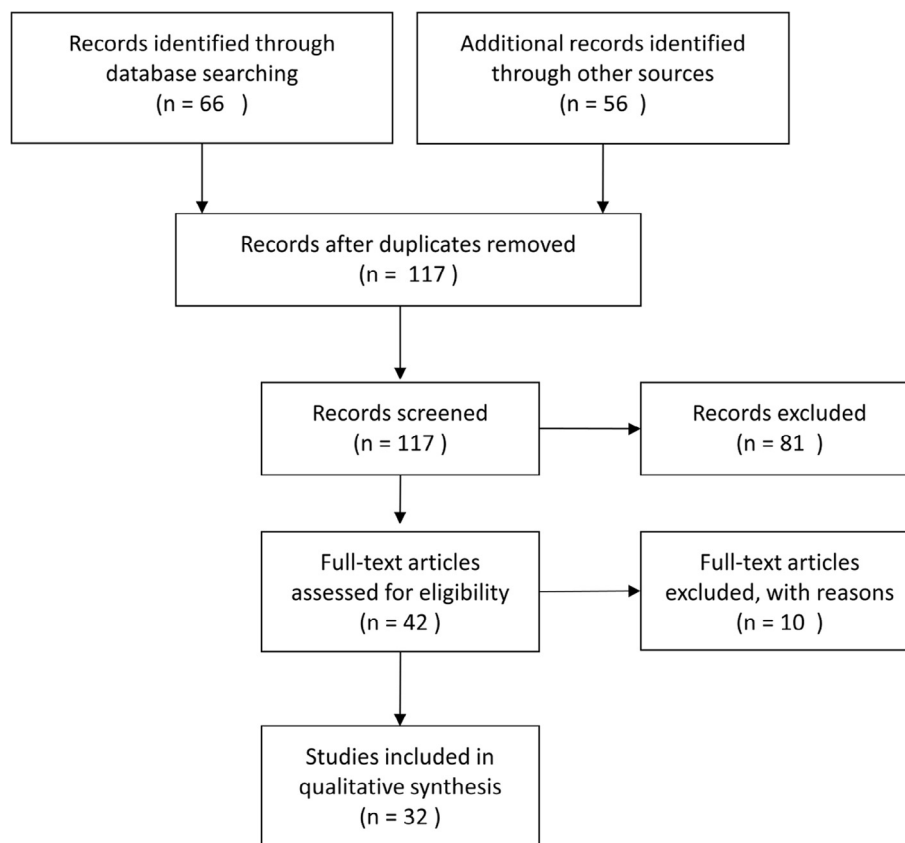 Records identified through
database searching
(n = 66 )
Additional records identified
through other sources
(n = 56 )
Records after duplicates removed
(n = 117)
Records screened
(n = 117 )
Records excluded
(n = 81 )
Full-text articles
assessed for eligibility
(n = 42 )
Full-text articles
excluded, with reasons
(n = 10 )
Studies included in
qualitative synthesis
(n = 32 )